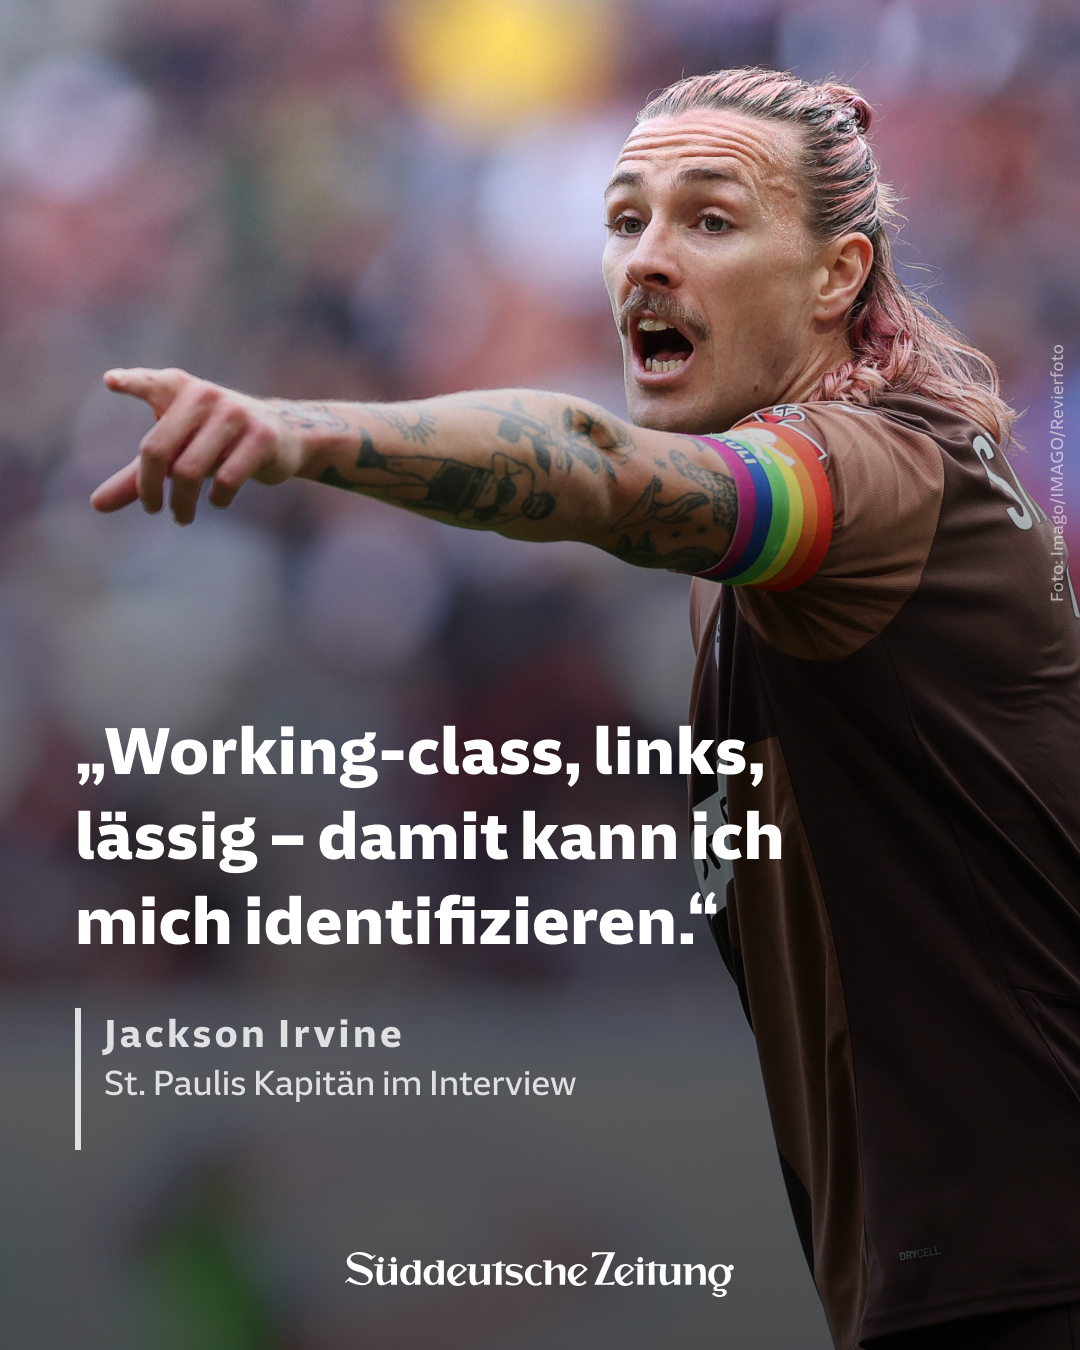 „Working-class, links,
lässig – damit kann ich
mich identifizieren.“
Jackson Irvine
St. Paulis Kapitän im Interview
Süddeutsche Zeitung
Foto: Imago/IMAGO/Revierfoto
DRYCELL